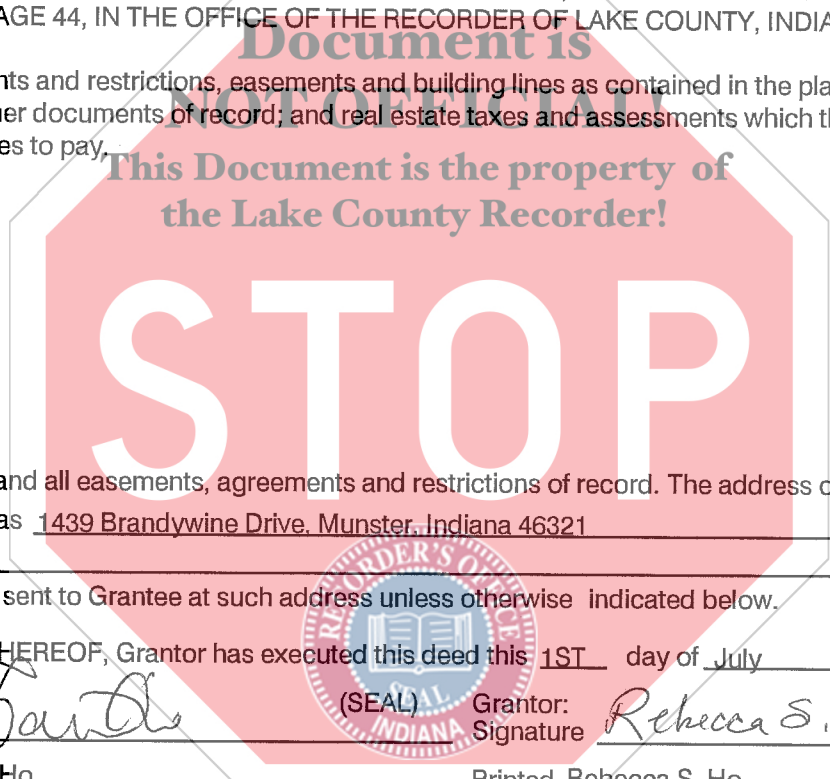 AGE 44, IN THE OFFICE OF THE RECORDER OF LAKE COUNTY, INDIA
Document is
nts and restrictions, easements and building lines as contained in the pla
NOT OFFICIAL!
er documents of record; and real estate taxes and assessments which th
es to pay.
This Document is the property of
the Lake County Recorder!
STOP
and all easements, agreements and restrictions of record. The address o
as 1439 Brandywine Drive, Munster, Indiana 46321
RECORDER'S OFFICE
sent to Grantee at such address unless otherwise indicated below.
HEREOF, Grantor has executed this deed this 1ST day of July
SEAL
(SEAL) Grantor:
Signature Rebecca S.
INDIANA
Ho
Printed Rebecca S. Ho